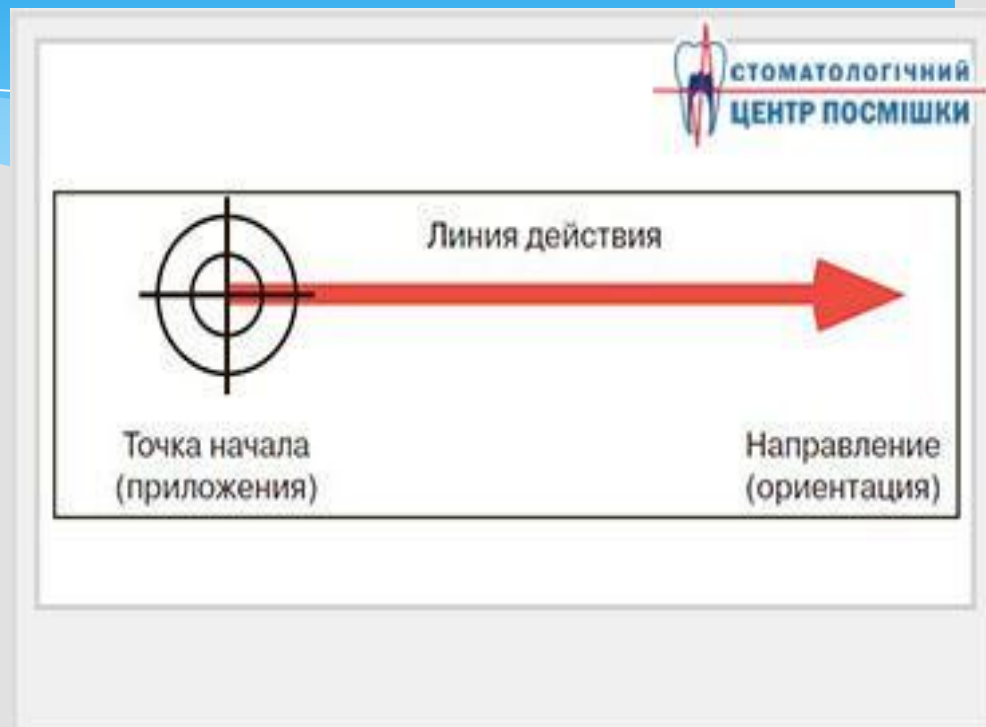 СТОМАТОЛОГІЧНИЙ
ЦЕНТР ПОСМІШКИ
Линия действия
Точка начала
(приложения)
Направление
(ориентация)